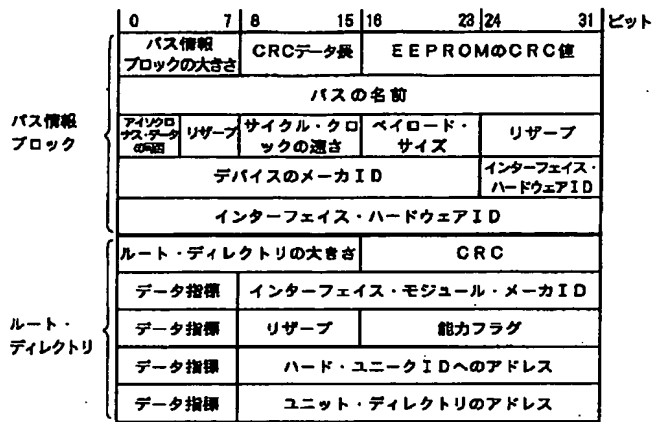 0 7 8 15 16 23 24 31 ビット
バス情報
ブロックの大きさ
CRCデータ長
EEPROMのCRC値
バスの名前
バス情報
ブロック
アイソクロ
ナス・データ
リザーブ
サイクル・クロ
ックの速さ
ペイロード・
サイズ
リザーブ
デバイスのメーカID
インターフェイス・
ハードウェアID
インターフェイス・ハードウェアID
ルート・ディレクトリの大きさ
CRC
データ指標
インターフェイス・モジュール・メーカID
ルート・
ディレクトリ
データ指標
リザーブ
能力フラグ
データ指標
ハード・ユニークIDへのアドレス
データ指標
ユニット・ディレクトリのアドレス